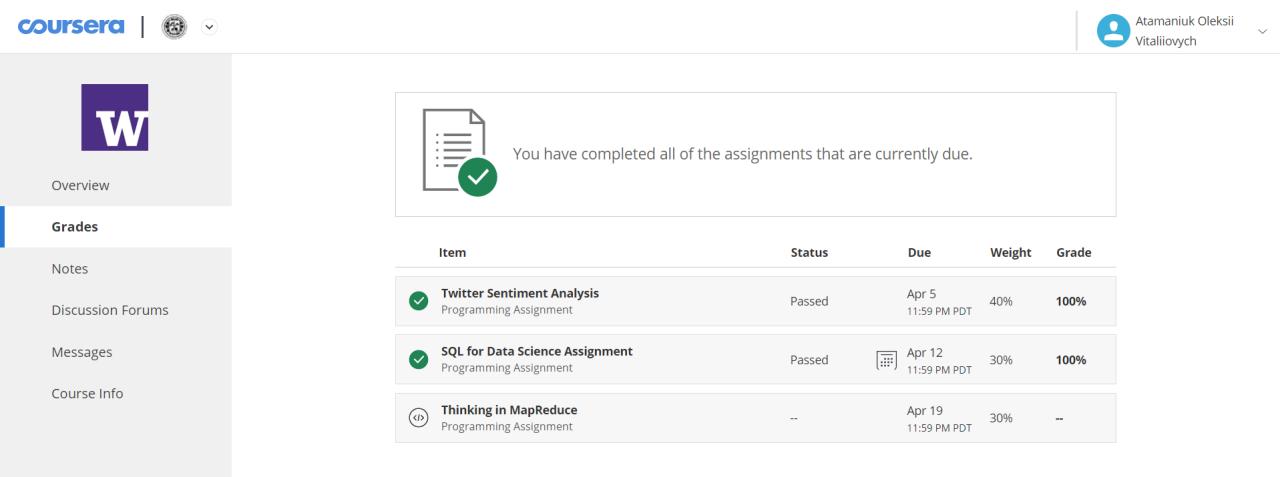 coursera
Atamaniuk Oleksii
Vitaliiovych
W
Overview
Grades
Notes
Discussion Forums
Messages
Course Info
You have completed all of the assignments that are currently due.
Item Status Due Weight Grade
Twitter Sentiment Analysis
Programming Assignment
Passed
Apr 5
11:59 PM PDT
40%
100%
SQL for Data Science Assignment
Programming Assignment
Passed
Apr 12
11:59 PM PDT
30%
100%
Thinking in MapReduce
Programming Assignment
--
Apr 19
11:59 PM PDT
30%
--